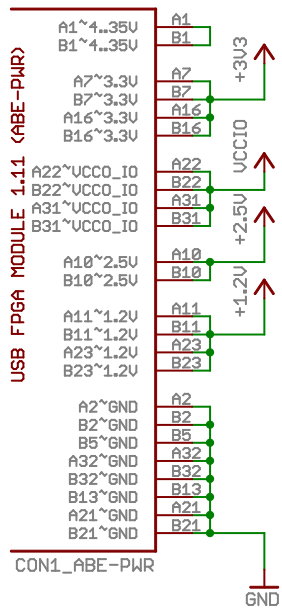 USB FPGA MODULE 1.11 (ABE-PWR)
A1~4..35V A1
B1~4..35V B1
A7~3.3V A7
B7~3.3V B7
A16~3.3V A16
B16~3.3V B16
+3V3
A22~VCCO_IO A22
B22~VCCO_IO B22
A31~VCCO_IO A31
B31~VCCO_IO B31
VCCIO
A10~2.5V A10
B10~2.5V B10
+2.5V
A11~1.2V A11
B11~1.2V B11
A23~1.2V A23
B23~1.2V B23
+1.2V
A2~GND A2
B2~GND B2
B5~GND B5
A32~GND A32
B32~GND B32
B13~GND B13
A21~GND A21
B21~GND B21
CON1_ABE-PWR
GND